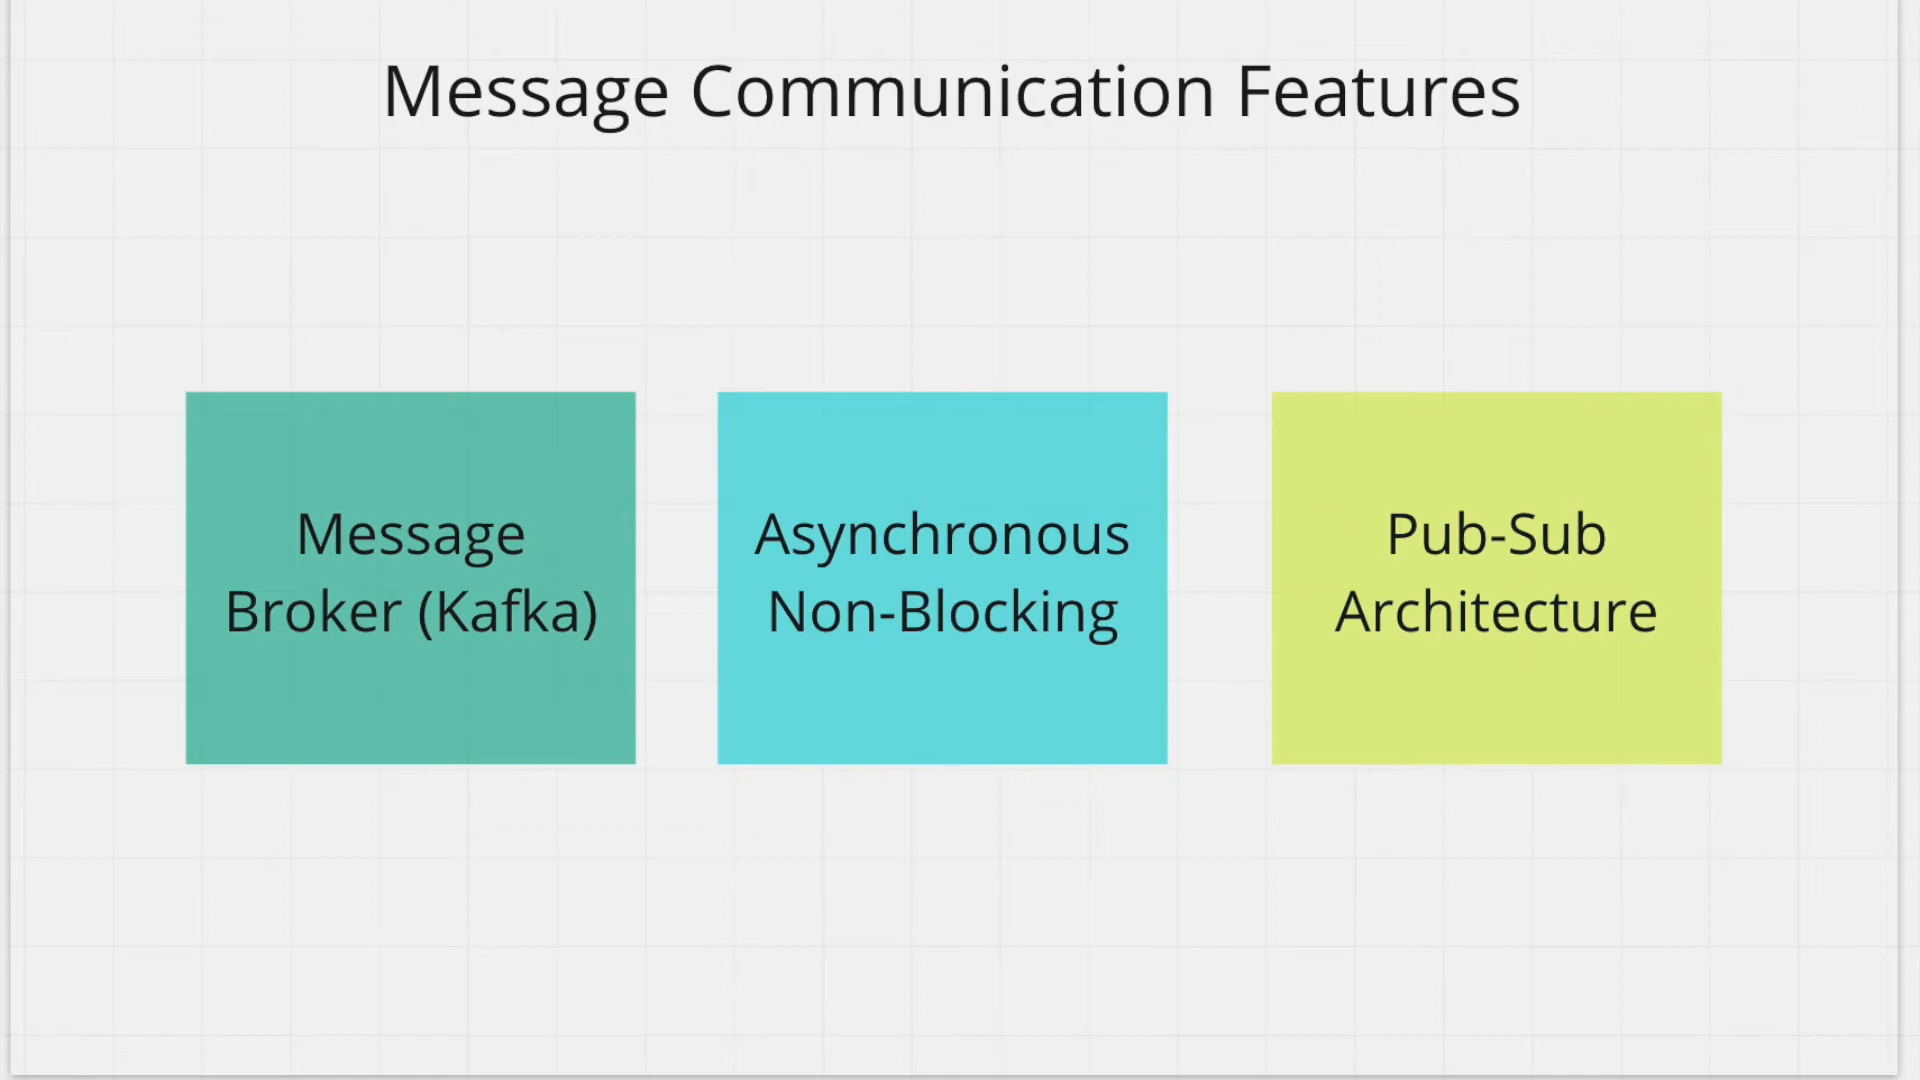 Message Communication Features
Message
Broker (Kafka)
Asynchronous
Non-Blocking
Pub-Sub
Architecture